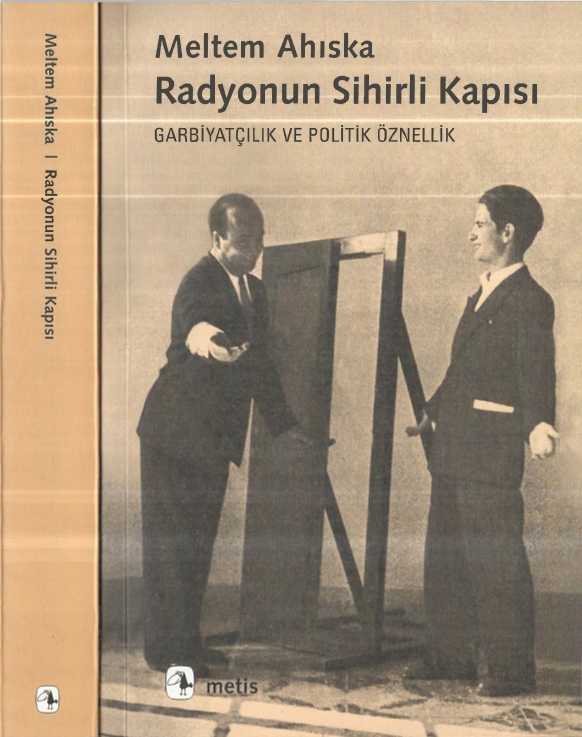 Meltem Ahıska | Radyonun Sihirli Kapısı
Meltem Ahıska
Radyonun Sihirli Kapısı
GARBİYATÇILIK VE POLİTİK ÖZNELLİK
metis